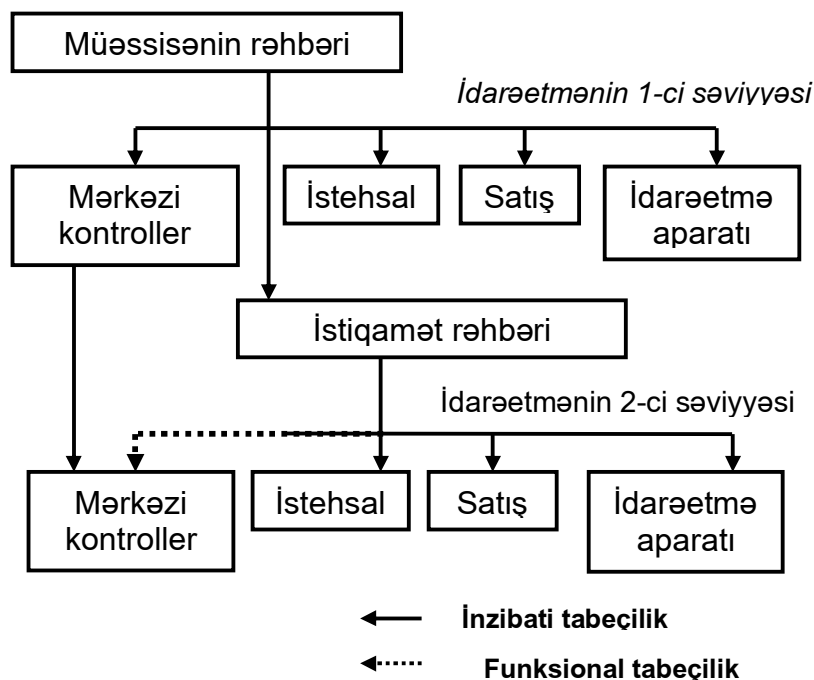 Müəssisənin rəhbəri
İdarəetmənin 1-ci səviyyəsi
Mərkəzi
kontroller
İstehsal
Satış
İdarəetmə
aparatı
İstiqamət rəhbəri
İdarəetmənin 2-ci səviyyəsi
Mərkəzi
kontroller
İstehsal
Satış
İdarəetmə
aparatı
İnzibati tabeçilik
Funksional tabeçilik